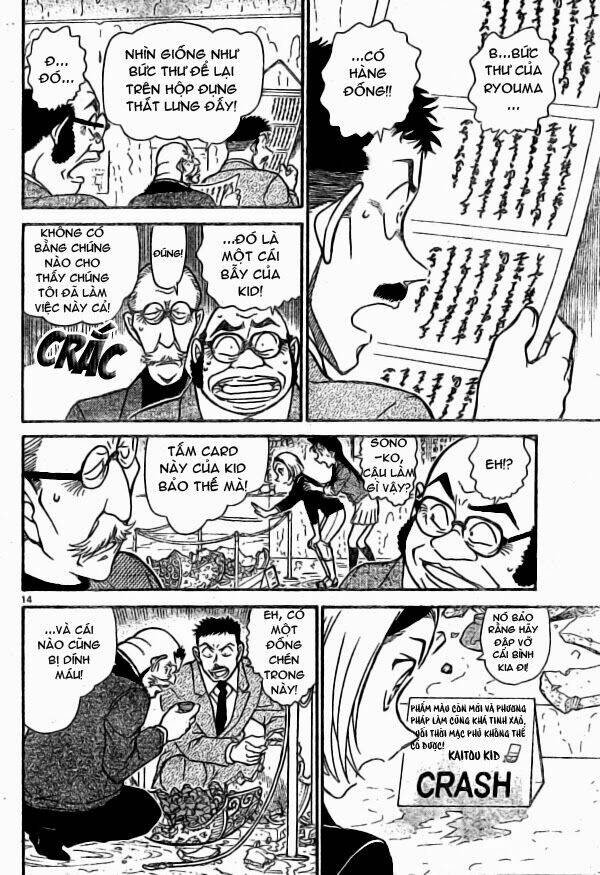 B...BỨC
THƯ CỦA
RYOUMA
...
...CÓ
HÀNG
ĐỐNG!!
NHÌN GIỐNG NHƯ
BỨC THƯ ĐỂ LẠI
TRÊN HỘP ĐỰNG
THẮT LƯNG ĐẤY!
Đ...
ĐÓ...
...ĐÓ LÀ
MỘT CÁI
BẪY CỦA
KID!
ĐÚNG!
KHÔNG CÓ
BẰNG CHỨNG
NÀO CHO
THẤY CHÚNG
TÔI ĐÃ LÀM
VIỆC NÀY CẢ!
CRẮC
EH!?
SONO
-KO,
CẬU LÀM
GÌ VẬY?
TẤM CARD
NÀY CỦA KID
BẢO THẾ MÀ!
14
NÓ BẢO
RẰNG HÃY
ĐẬP VỠ
CÁI BÌNH
KIA ĐI!
PHẨM MÀU CÒN MỚI VÀ PHƯƠNG
PHÁP LÀM CŨNG KHÁ TINH XẢO,
VỚI THỜI MẠC PHỦ KHÔNG THỂ
CÓ ĐƯỢC!
KAITOU KID
CRASH
EH, CÓ
MỘT
ĐỐNG
CHÉN
TRONG
NÀY!
...VÀ CÁI
NÀO CŨNG
BỊ DÍNH
MÁU!